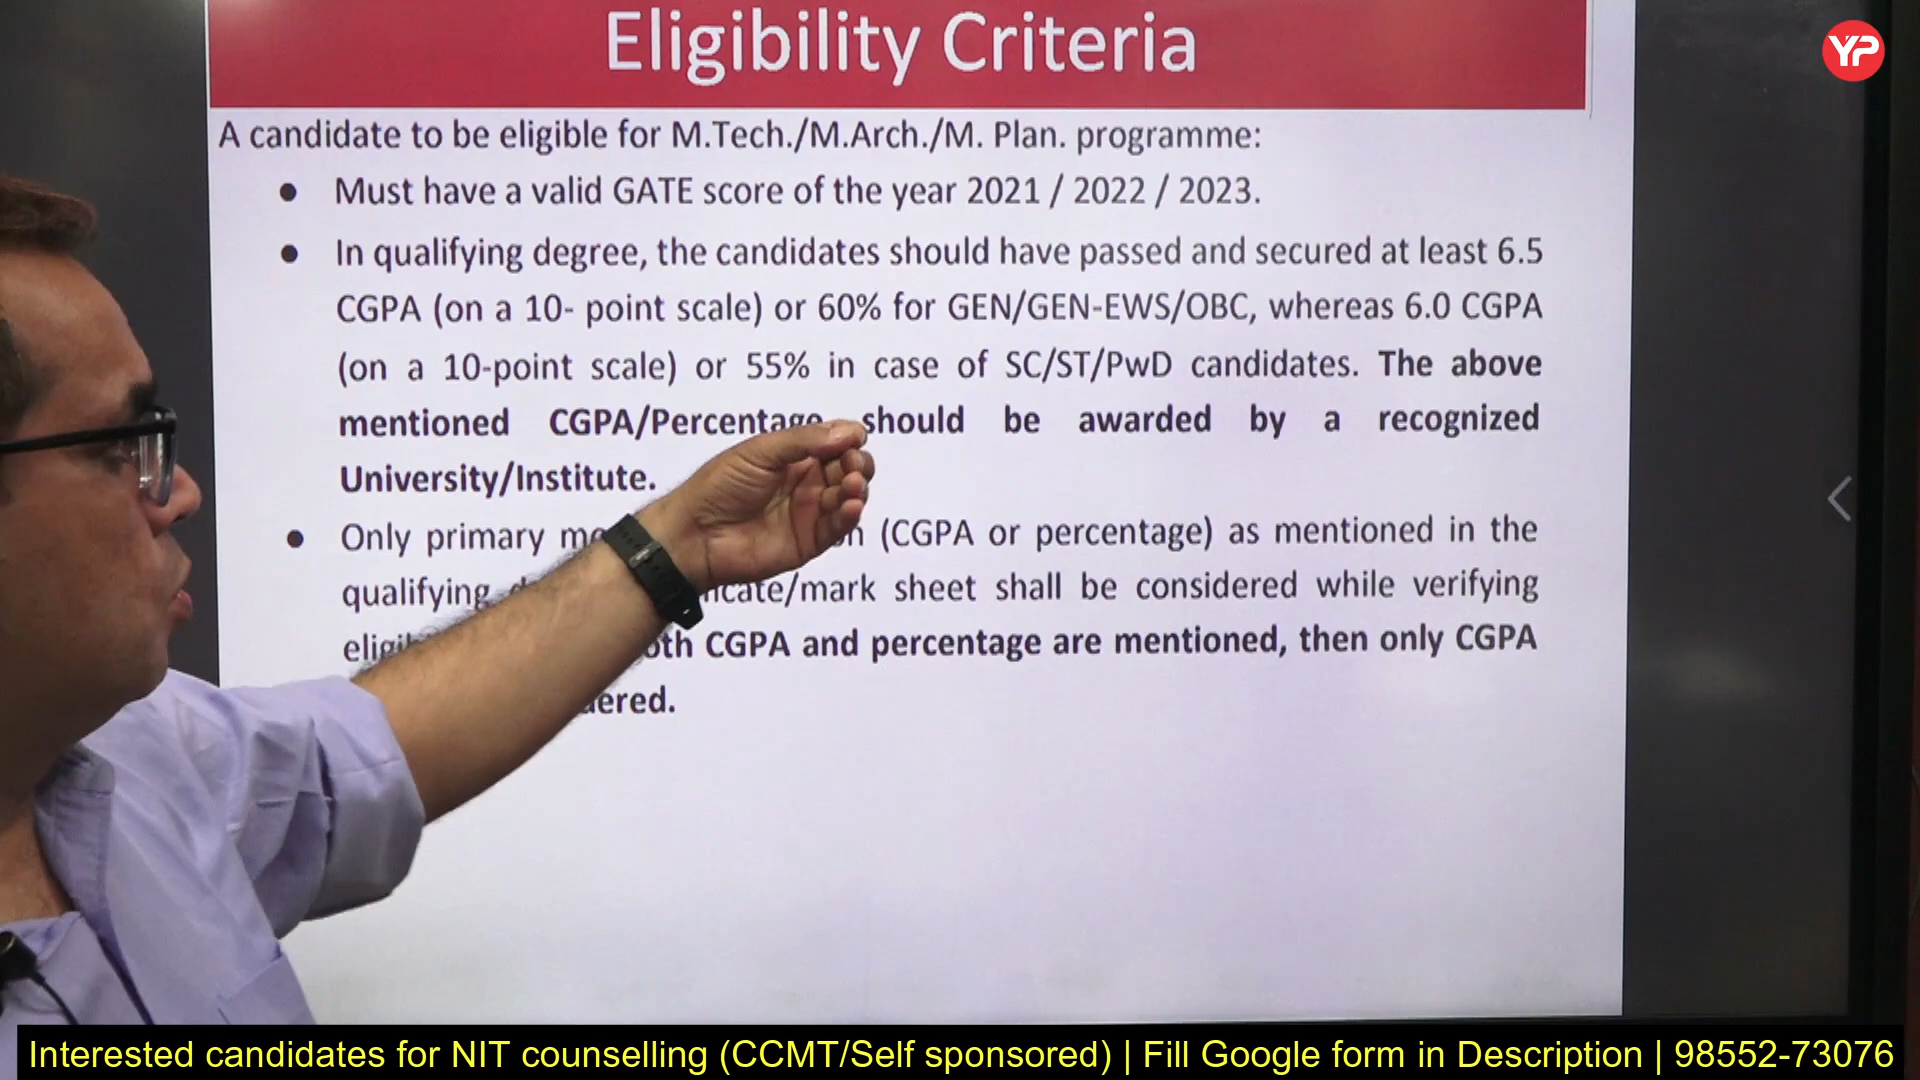 Eligibility Criteria
YP
A candidate to be eligible for M.Tech./M.Arch./M. Plan. programme:
● Must have a valid GATE score of the year 2021 / 2022 / 2023.
● In qualifying degree, the candidates should have passed and secured at least 6.5
CGPA (on a 10- point scale) or 60% for GEN/GEN-EWS/OBC, whereas 6.0 CGPA
(on a 10-point scale) or 55% in case of SC/ST/PwD candidates. The above
mentioned CGPA/Percentage should be awarded by a recognized
University/Institute.
● Only primary (CGPA or percentage) as mentioned in the
qualifying /mark sheet shall be considered while verifying
CGPA and percentage are mentioned, then only CGPA
Interested candidates for NIT counselling (CCMT/Self sponsored) | Fill Google form in Description | 98552-73076